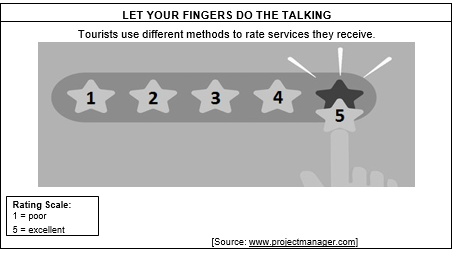 LET YOUR FINGERS DO THE TALKING
Tourists use different methods to rate services they receive.
1 2 3 4 5
Rating Scale:
1 = poor
5 = excellent
[Source: www.projectmanager.com]